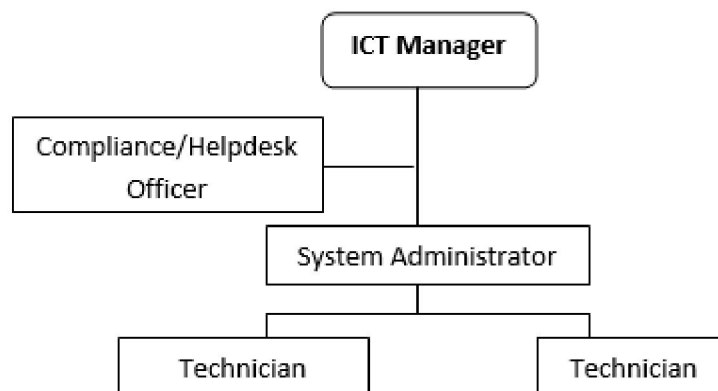 ICT Manager
Compliance/Helpdesk
Officer
System Administrator
Technician
Technician